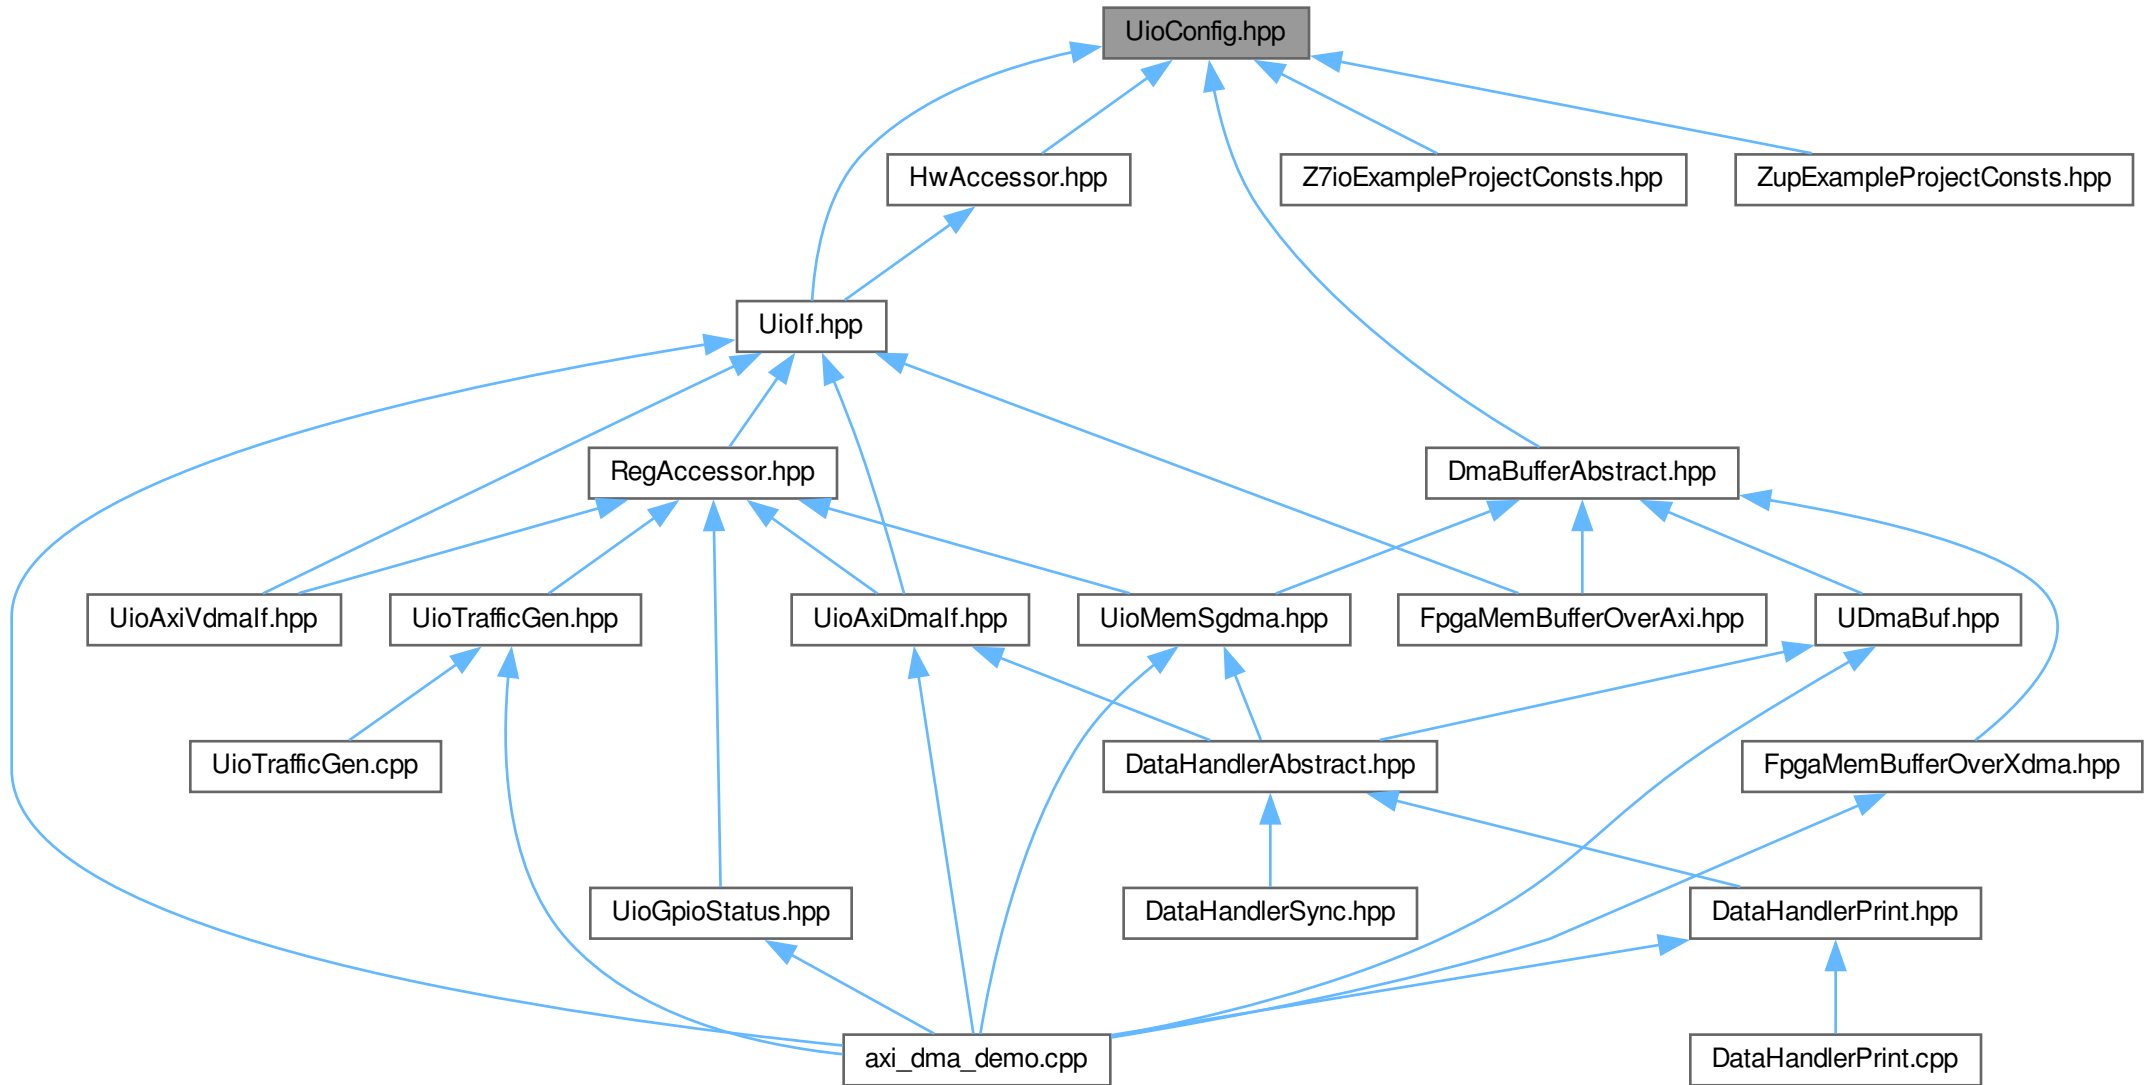 UioConfig.hpp
HwAccessor.hpp
Z7ioExampleProjectConsts.hpp
ZupExampleProjectConsts.hpp
UioIf.hpp
RegAccessor.hpp
DmaBufferAbstract.hpp
UioAxiVdmaIf.hpp
UioTrafficGen.hpp
UioAxiDmaIf.hpp
UioMemSgdma.hpp
FpgaMemBufferOverAxi.hpp
UDmaBuf.hpp
UioTrafficGen.cpp
DataHandlerAbstract.hpp
FpgaMemBufferOverXdma.hpp
UioGpioStatus.hpp
DataHandlerSync.hpp
DataHandlerPrint.hpp
axi_dma_demo.cpp
DataHandlerPrint.cpp